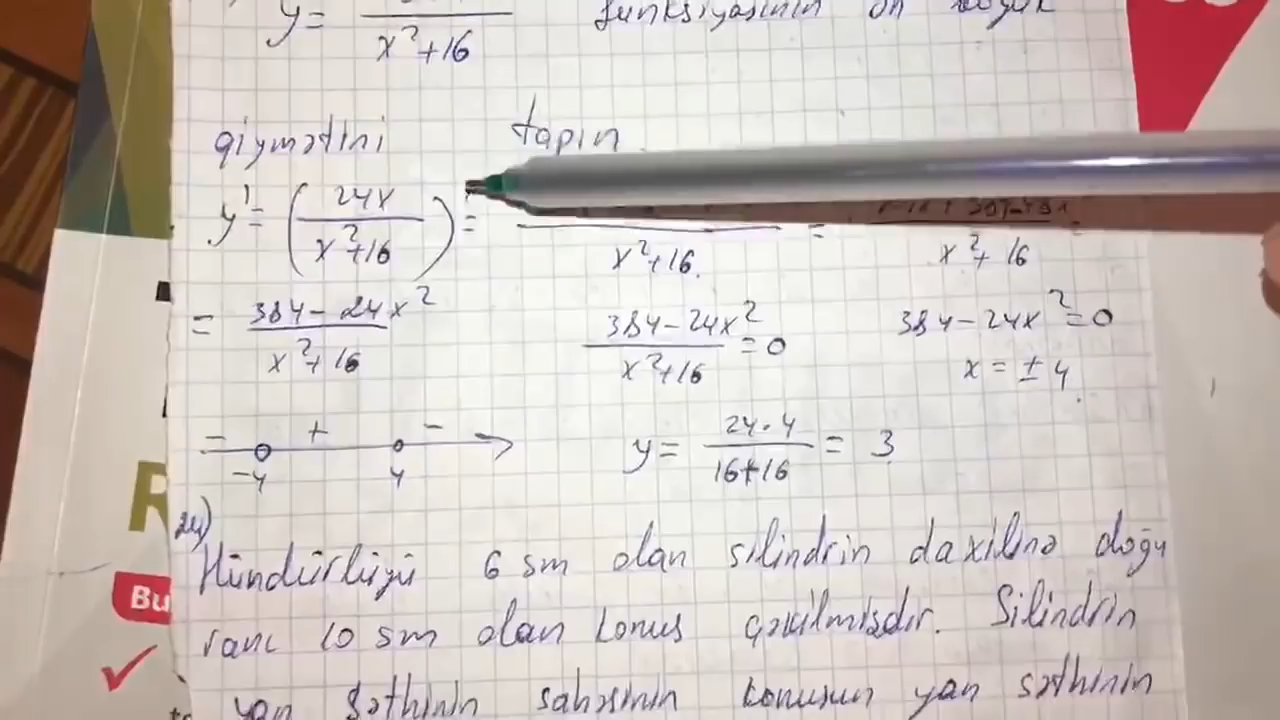 y = x²+16 funksiyasının ən böyük
qiymətini tapın
y' = (24x / x²+16)' = / x²+16 = / x²+16 =
= 384-24x² / x²+16    384-24x² / x²+16 = 0    384-24x²=0
x = ±4
- + -
-4 4
y = 24·4 / 16+16 = 3
24)
Hündürlüyü 6 sm olan silindrin daxilinə doğu
ranı 10 sm olan konus çəkilmişdir. Silindrin
yan səthinin sahəsinin konusun yan səthinin
R
Bu